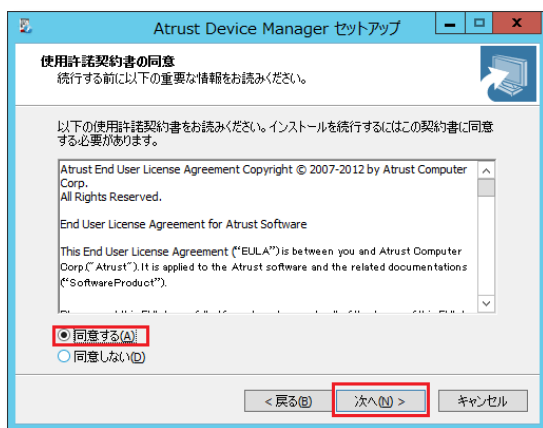 Atrust Device Manager セットアップ
使用許諾契約書の同意
続行する前に以下の重要な情報をお読みください。
以下の使用許諾契約書をお読みください。インストールを続行するにはこの契約書に同意
する必要があります。
Atrust End User License Agreement Copyright © 2007-2012 by Atrust Computer
Corp.
All Rights Reserved.
End User License Agreement for Atrust Software
This End User License Agreement (“EULA”) is between you and Atrust Computer
Corp.(“Atrust”). It is applied to the Atrust software and the related documentations
(“SoftwareProduct”).
同意する(A)
同意しない(D)
< 戻る(B)
次へ(N) >
キャンセル